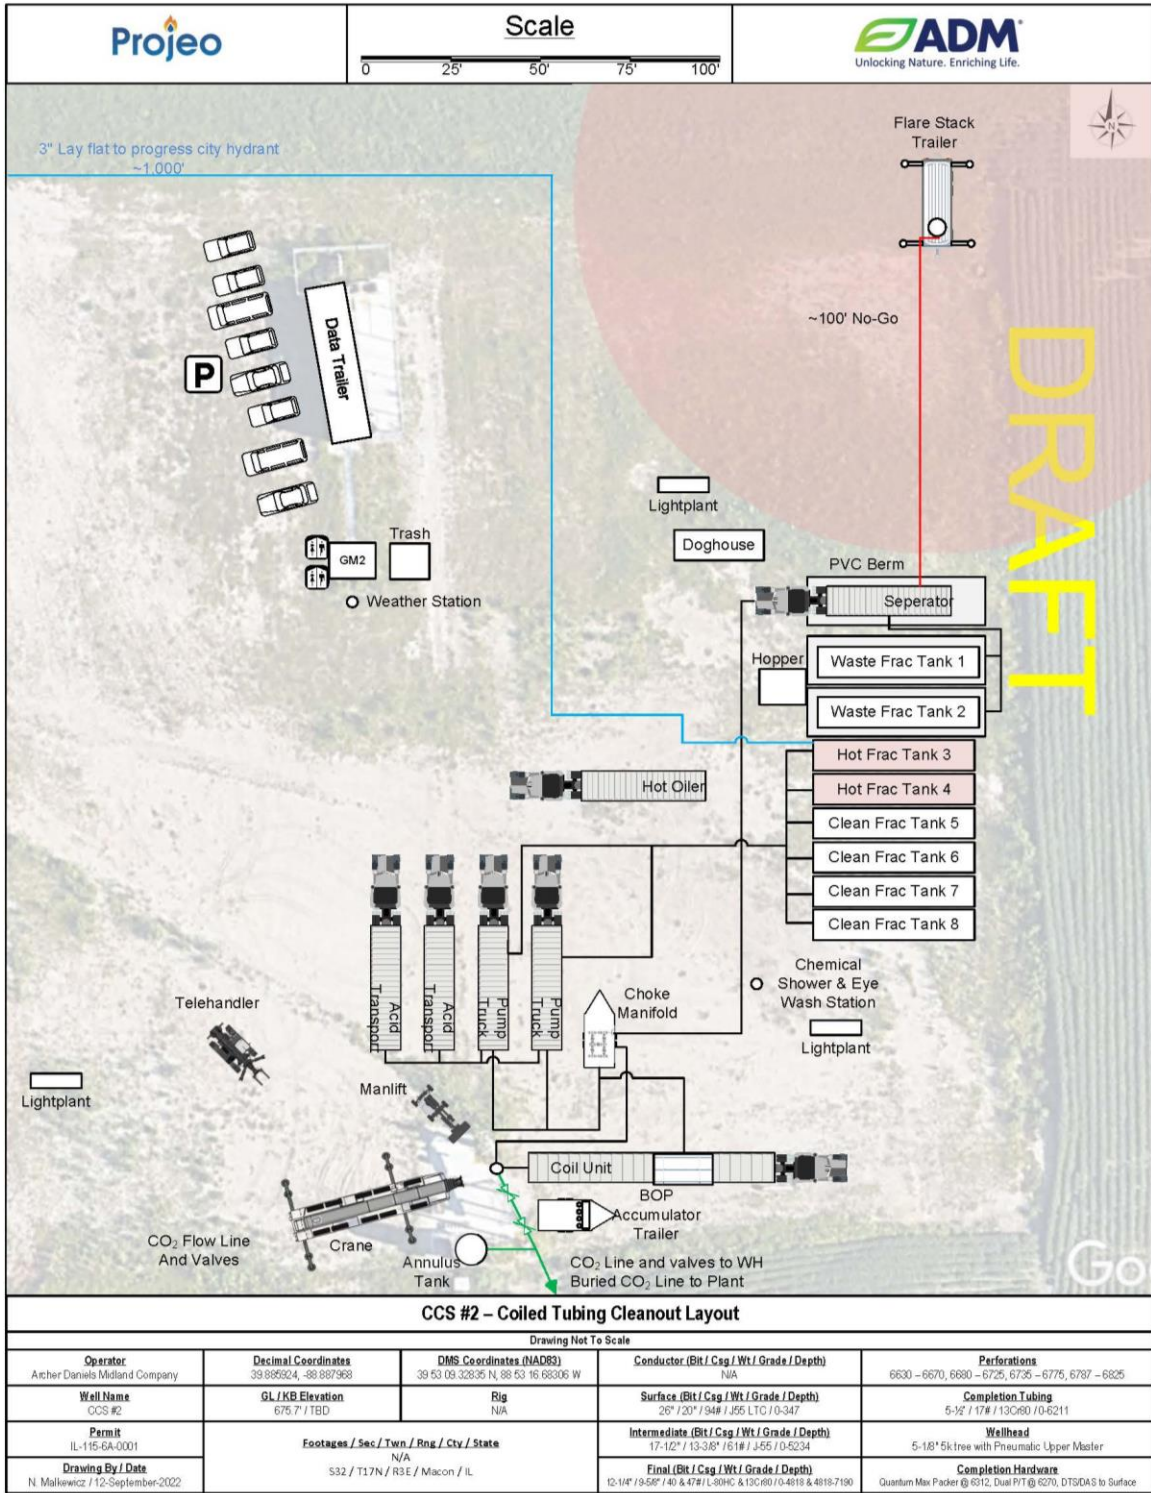 Projeo
Scale
0 25' 50' 75' 100'
ADM
Unlocking Nature. Enriching Life.
Flare Stack
Trailer
N
3" Lay flat to progress city hydrant
~1,000'
~100' No-Go
Data Trailer
P
DRAFT
Lightplant
Doghouse
Trash
GM2
Weather Station
PVC Berm
Seperator
Hopper
Waste Frac Tank 1
Waste Frac Tank 2
Hot Frac Tank 3
Hot Frac Tank 4
Clean Frac Tank 5
Clean Frac Tank 6
Clean Frac Tank 7
Clean Frac Tank 8
Hot Oiler
Acid
Transport
Acid
Transport
Pump
Truck
Pump
Truck
Choke
Manifold
Chemical
Shower & Eye
Wash Station
Lightplant
Telehandler
Lightplant
Manlift
Coil Unit
BOP
Accumulator
Trailer
CO₂ Flow Line
And Valves
Crane
Annulus
Tank
CO₂ Line and valves to WH
Buried CO₂ Line to Plant
Goo
CCS #2 – Coiled Tubing Cleanout Layout
Drawing Not To Scale
Operator
Archer Daniels Midland Company
Decimal Coordinates
39.885924, -88.887968
DMS Coordinates (NAD83)
39 53 09.32835 N, 88 53 16.68306 W
Conductor (Bit / Csg / Wt / Grade / Depth)
N/A
Perforations
6630 – 6670, 6680 – 6725, 6735 – 6775, 6787 – 6825
Well Name
CCS #2
GL / KB Elevation
675.7' / TBD
Rig
N/A
Surface (Bit / Csg / Wt / Grade / Depth)
26" / 20" / 94# / J55 LTC / 0-347
Completion Tubing
5-½" / 17# / 13Cr80 / 0-6211
Permit
IL-115-6A-0001
Footages / Sec / Twn / Rng / Cty / State
N/A
S32 / T17N / R3E / Macon / IL
Intermediate (Bit / Csg / Wt / Grade / Depth)
17-1/2" / 13-3/8" / 61# / J-55 / 0-5234
Wellhead
5-1/8" 5k tree with Pneumatic Upper Master
Drawing By / Date
N. Malkewicz / 12-September-2022
Final (Bit / Csg / Wt / Grade / Depth)
12-1/4" / 9-5/8" / 40 & 47# / L-80HC & 13Cr80 / 0-4818 & 4818-7190
Completion Hardware
Quantum Max Packer @ 6312, Dual P/T @ 6270, DTS/DAS to Surface